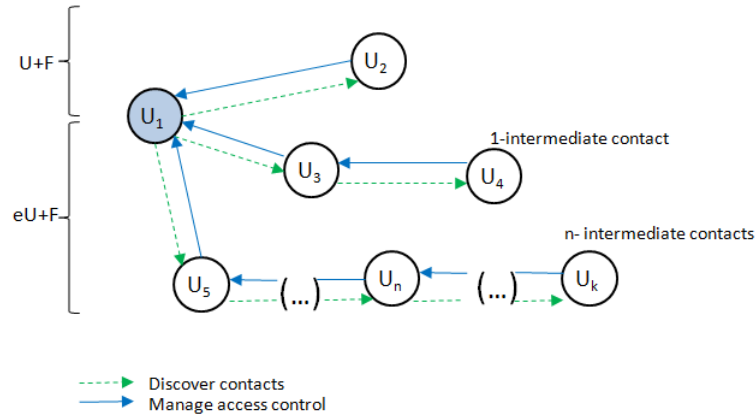 U+F
U2
U1
1-intermediate contact
U3
U4
eU+F
n- intermediate contacts
U5
(...)
Un
(...)
Uk
Discover contacts
Manage access control